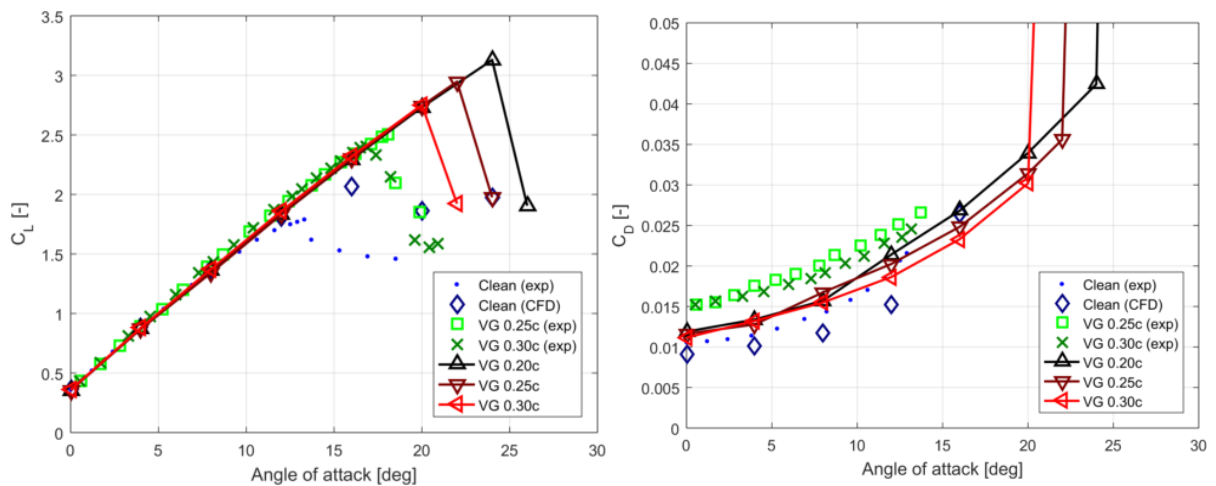 3.5
3
2.5
2
1.5
1
0.5
0
C_L [-]
0 5 10 15 20 25 30
Angle of attack [deg]
Clean (exp)
Clean (CFD)
VG 0.25c (exp)
VG 0.30c (exp)
VG 0.20c
VG 0.25c
VG 0.30c
0.05
0.045
0.04
0.035
0.03
0.025
0.02
0.015
0.01
0.005
0
C_D [-]
0 5 10 15 20 25 30
Angle of attack [deg]
Clean (exp)
Clean (CFD)
VG 0.25c (exp)
VG 0.30c (exp)
VG 0.20c
VG 0.25c
VG 0.30c